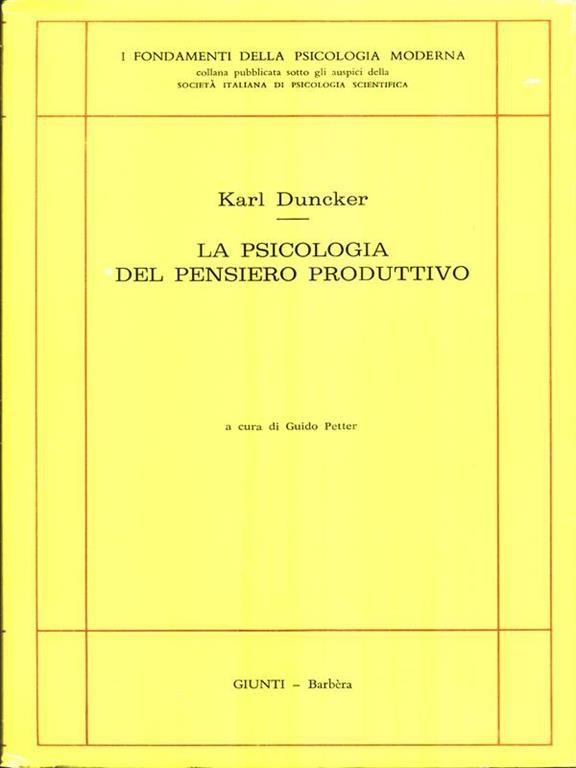 I FONDAMENTI DELLA PSICOLOGIA MODERNA
collana pubblicata sotto gli auspici della
SOCIETÀ ITALIANA DI PSICOLOGIA SCIENTIFICA
Karl Duncker
LA PSICOLOGIA
DEL PENSIERO PRODUTTIVO
a cura di Guido Petter
GIUNTI – Barbèra